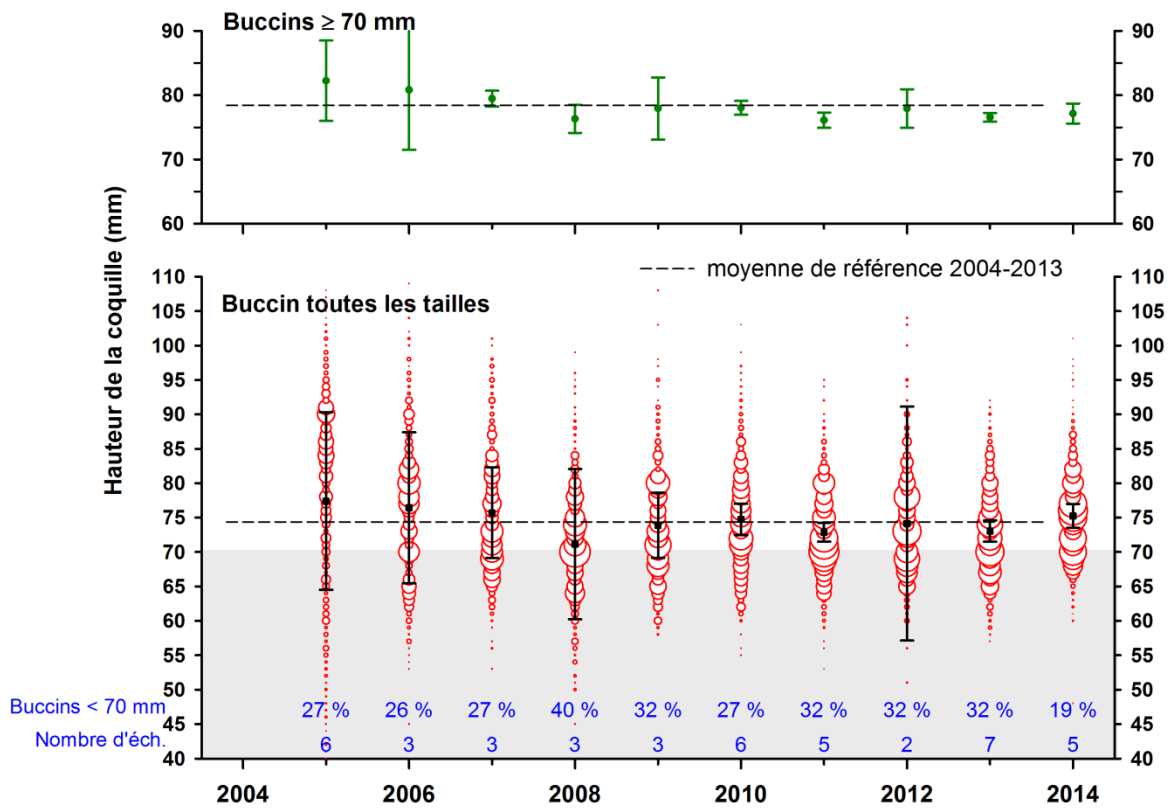 Buccins ≥ 70 mm
90 90
80 80
70 70
60 60
Hauteur de la coquille (mm)
moyenne de référence 2004-2013
Buccin toutes les tailles
110 110
105 105
100 100
95 95
90 90
85 85
80 80
75 75
70 70
65 65
60 60
55 55
50 50
45 45
40 40
Buccins < 70 mm 27 % 26 % 27 % 40 % 32 % 27 % 32 % 32 % 32 % 19 %
Nombre d'éch. 6 3 3 3 3 6 5 2 7 5
2004 2006 2008 2010 2012 2014